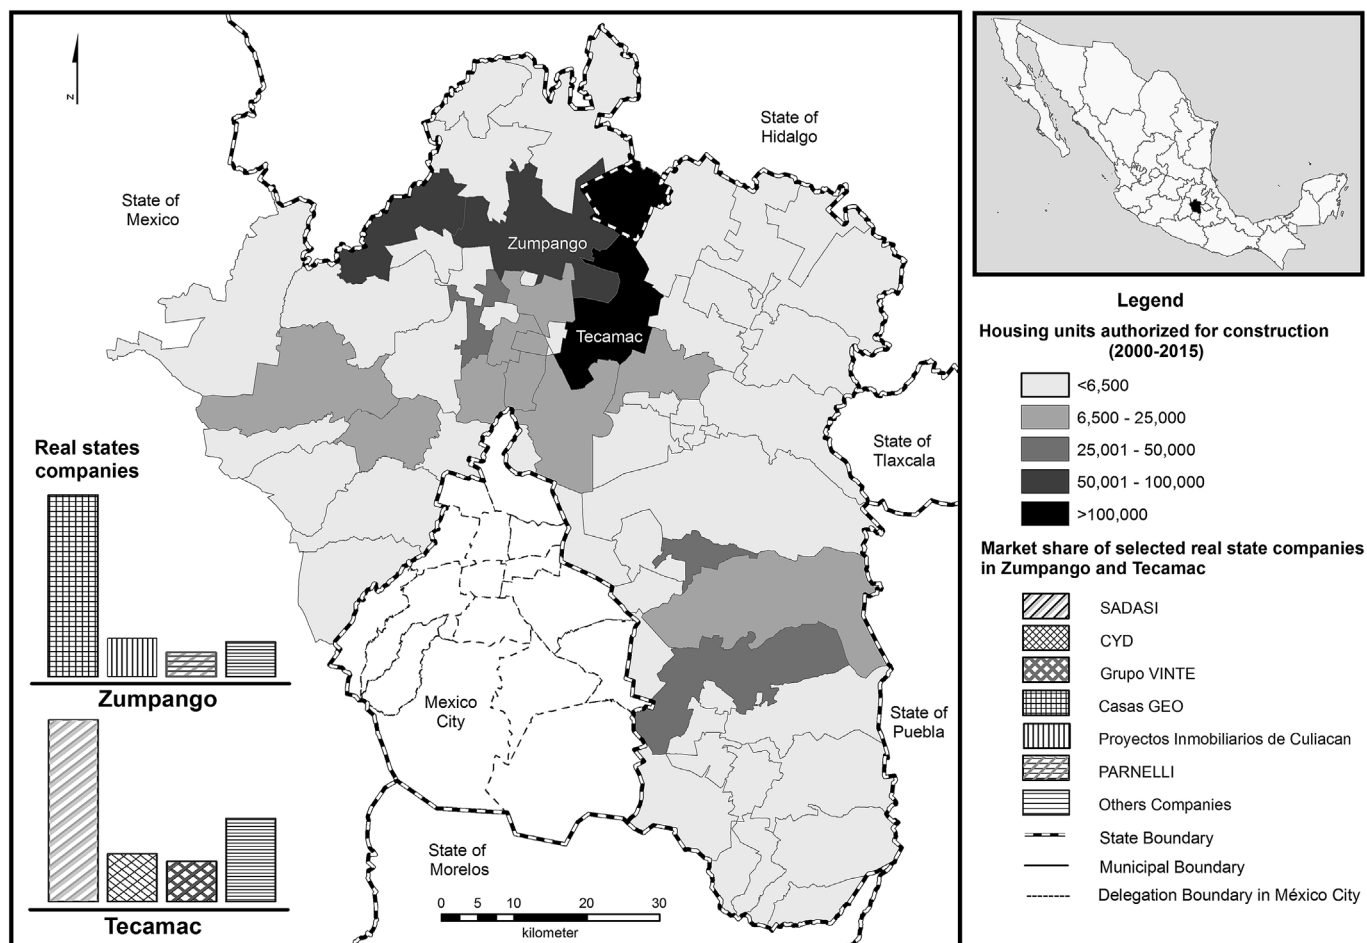 N
State of
Hidalgo
State of
Mexico
Zumpango
Tecamac
State of
Tlaxcala
Real states
companies
Zumpango
Mexico
City
State of
Puebla
Tecamac
State of
Morelos
0 5 10 20 30
kilometer
Legend
Housing units authorized for construction
(2000-2015)
<6,500
6,500 - 25,000
25,001 - 50,000
50,001 - 100,000
>100,000
Market share of selected real state companies
in Zumpango and Tecamac
SADASI
CYD
Grupo VINTE
Casas GEO
Proyectos Inmobiliarios de Culiacan
PARNELLI
Others Companies
State Boundary
Municipal Boundary
Delegation Boundary in México City